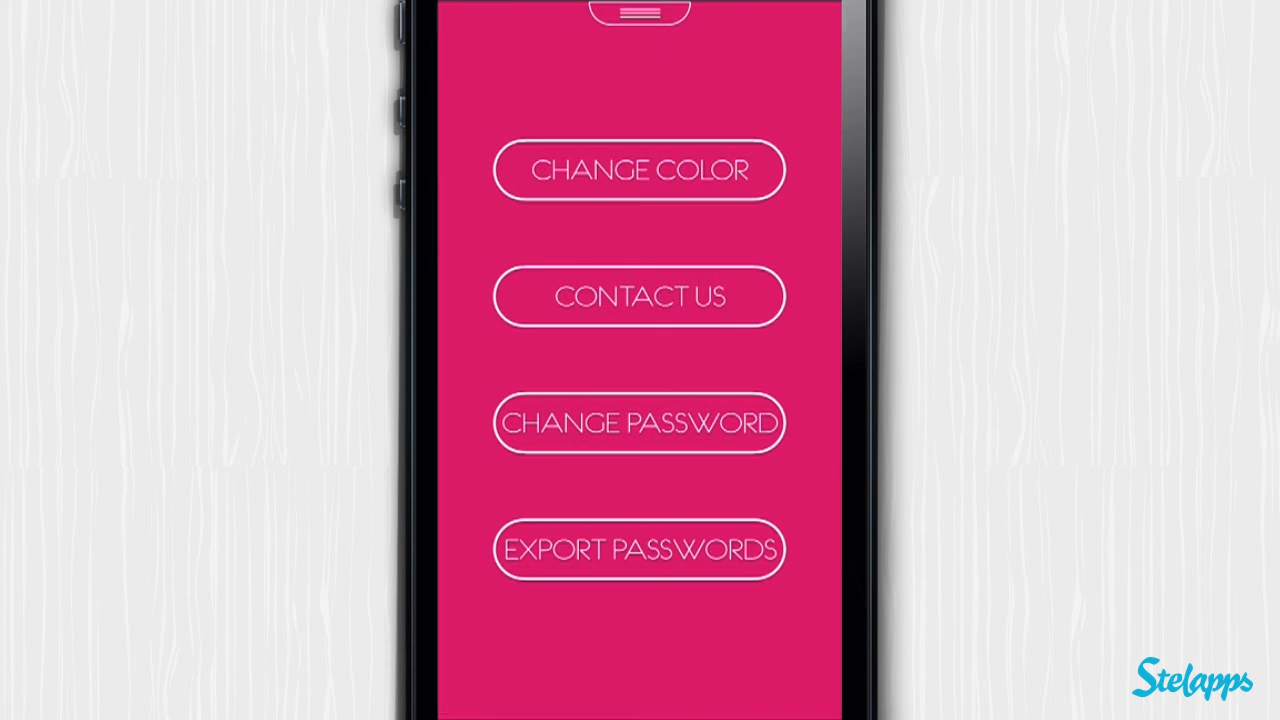 CHANGE COLOR
CONTACT US
CHANGE PASSWORD
EXPORT PASSWORDS
Stelapps